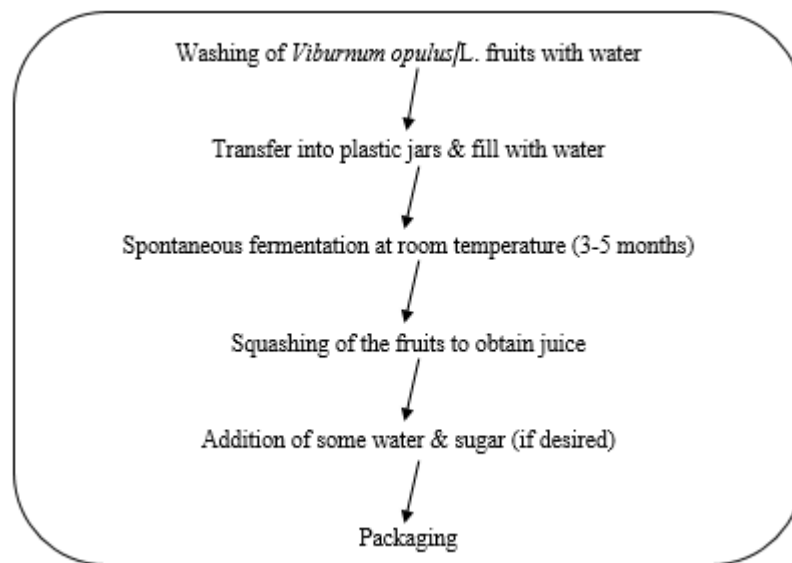 Washing of Viburnum opulus/L. fruits with water
Transfer into plastic jars & fill with water
Spontaneous fermentation at room temperature (3-5 months)
Squashing of the fruits to obtain juice
Addition of some water & sugar (if desired)
Packaging